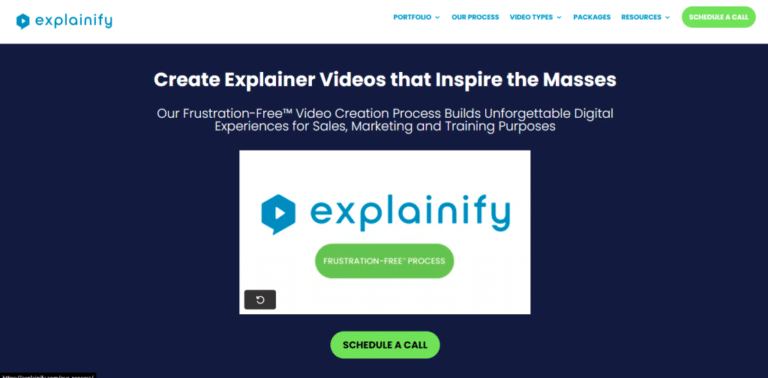 explainify
PORTFOLIO
OUR PROCESS
VIDEO TYPES
PACKAGES
RESOURCES
SCHEDULE A CALL
Create Explainer Videos that Inspire the Masses
Our Frustration-Free™ Video Creation Process Builds Unforgettable Digital
Experiences for Sales, Marketing and Training Purposes
explainify
FRUSTRATION-FREE™ PROCESS
SCHEDULE A CALL